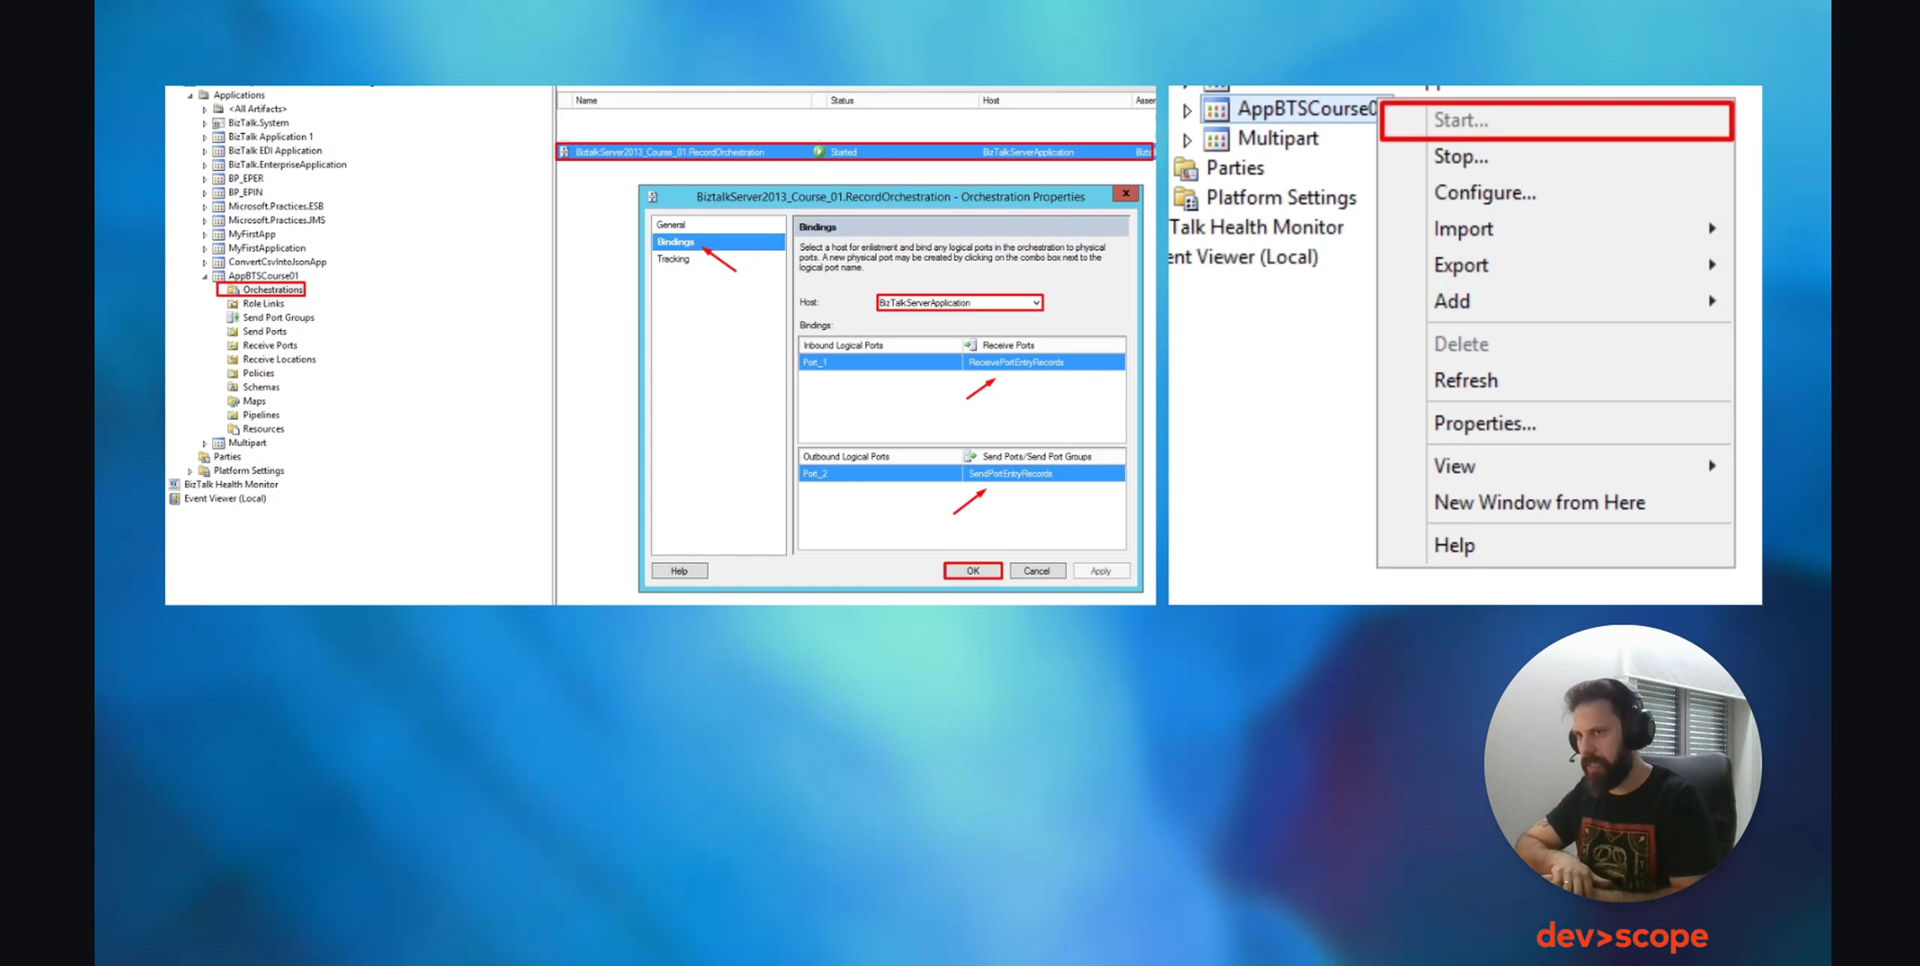 Applications
<All Artifacts>
BizTalk.System
BizTalk Application 1
BizTalk EDI Application
BizTalk.EnterpriseApplication
BP_EPER
BP_EPIN
Microsoft.Practices.ESB
Microsoft.Practices.JMS
MyFirstApp
MyFirstApplication
ConvertCsvIntoJsonApp
AppBTSCourse01
Orchestrations
Role Links
Send Port Groups
Send Ports
Receive Ports
Receive Locations
Policies
Schemas
Maps
Pipelines
Resources
Multipart
Parties
Platform Settings
BizTalk Health Monitor
Event Viewer (Local)
Name Status Host Asser
BiztalkServer2013_Course_01.RecordOrchestration Started BizTalkServerApplication
BiztalkServer2013_Course_01.RecordOrchestration - Orchestration Properties
General
Bindings
Tracking
Bindings
Select a host for enlistment and bind any logical ports in the orchestration to physical
ports. A new physical port may be created by clicking on the combo box next to the
logical port name.
Host: BizTalkServerApplication
Bindings:
Inbound Logical Ports Receive Ports
Port_1 ReceivePortEntryRecords
Outbound Logical Ports Send Ports/Send Port Groups
Port_2 SendPortEntryRecords
Help OK Cancel Apply
AppBTSCourse0
Multipart
Parties
Platform Settings
Talk Health Monitor
ent Viewer (Local)
Start...
Stop...
Configure...
Import
Export
Add
Delete
Refresh
Properties...
View
New Window from Here
Help
dev>scope